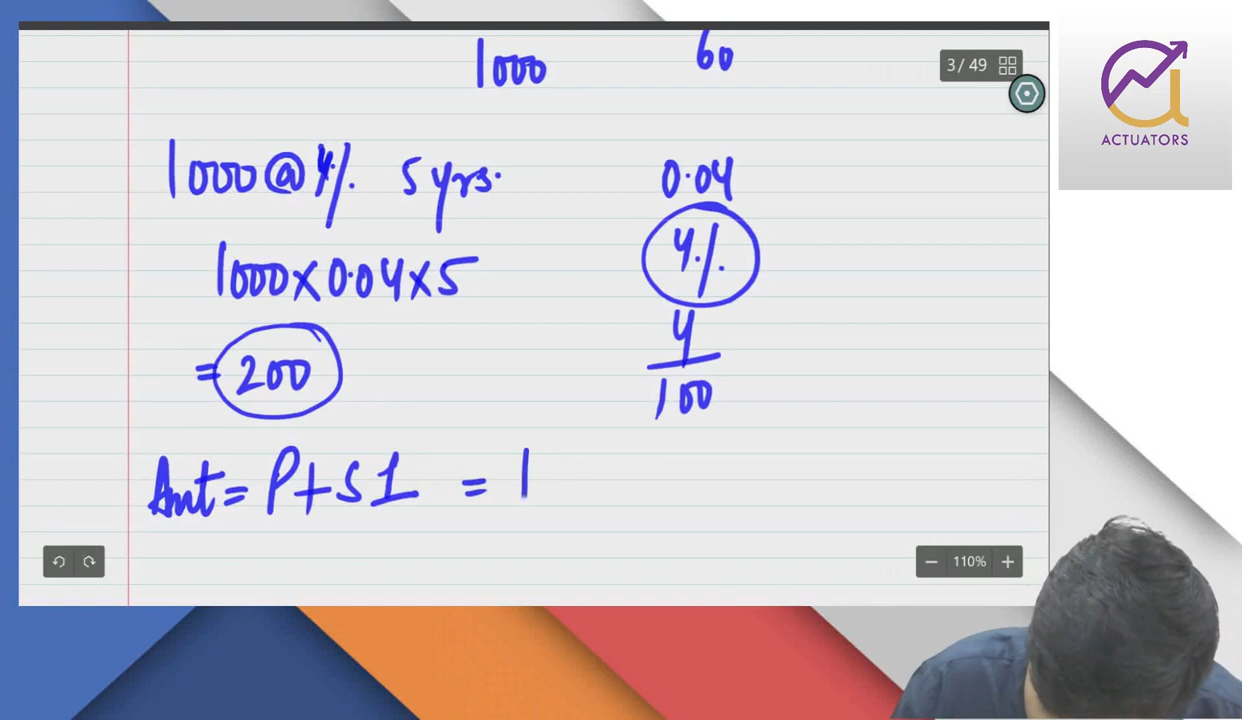 1000 60
3 / 49
ACTUATORS
1000 @ 4% 5 yrs.
0.04
4%
1000 × 0.04 × 5
4
100
= 200
Amt = P + SI = 1
110%